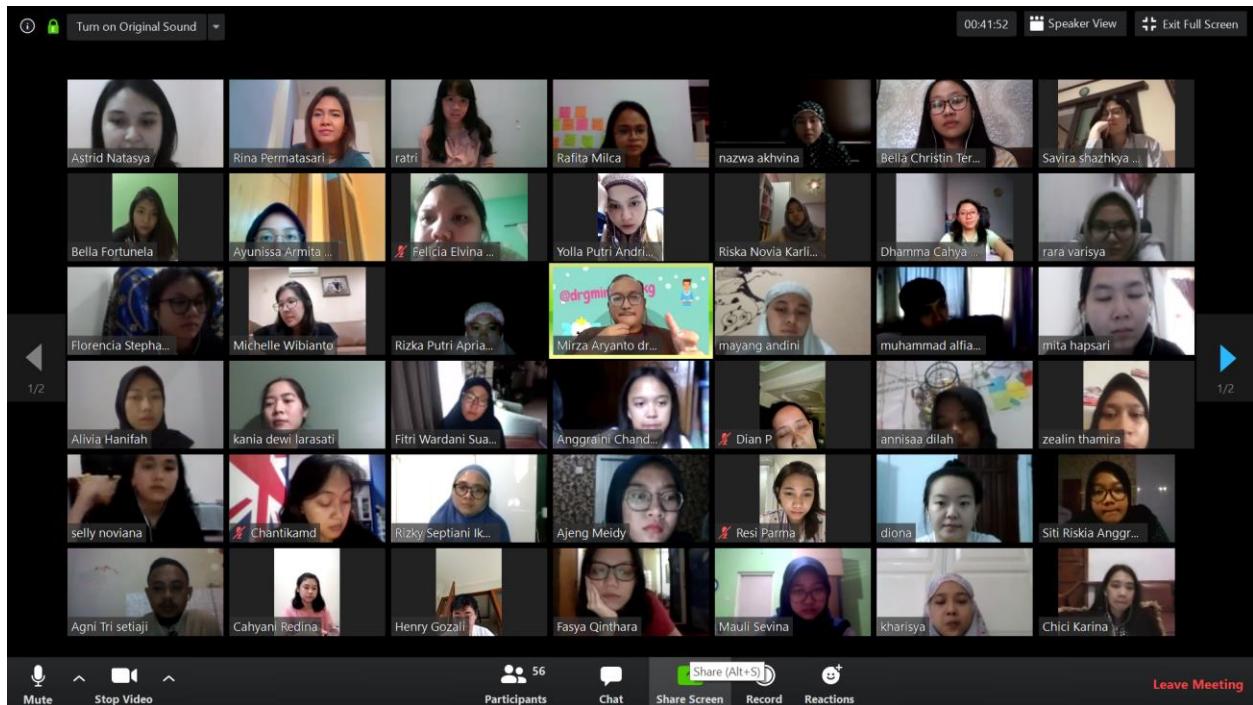 Turn on Original Sound
00:41:52 Speaker View Exit Full Screen
Astrid Natasya
Rina Permatasari
ratri
Rafita Milca
nazwa akhvina
Bella Christin Ter...
Savira shazhkya ...
Bella Fortunela
Ayunissa Armita ...
Felicia Elvina ...
Yolla Putri Andri...
Riska Novia Karli...
Dhamma Cahya ...
rara varisya
@drgmi
kg
Florencia Stepha...
Michelle Wibianto
Rizka Putri Apria...
Mirza Aryanto dr...
mayang andini
muhammad alfia...
mita hapsari
1/2
1/2
Alivia Hanifah
kania dewi larasati
Fitri Wardani Sua...
Anggraini Chand...
Dian P
annisaa dilah
zealin thamira
selly noviana
Chantikamd
Rizky Septiani Ik...
Ajeng Meidy
Resi Parma
diona
Siti Riskia Anggr...
Agni Tri setiaji
Cahyani Redina
Henry Gozali
Fasya Qinthara
Mauli Sevina
kharisya
Chici Karina
56
Share (Alt+S)
Mute Stop Video Participants Chat Share Screen Record Reactions
Leave Meeting